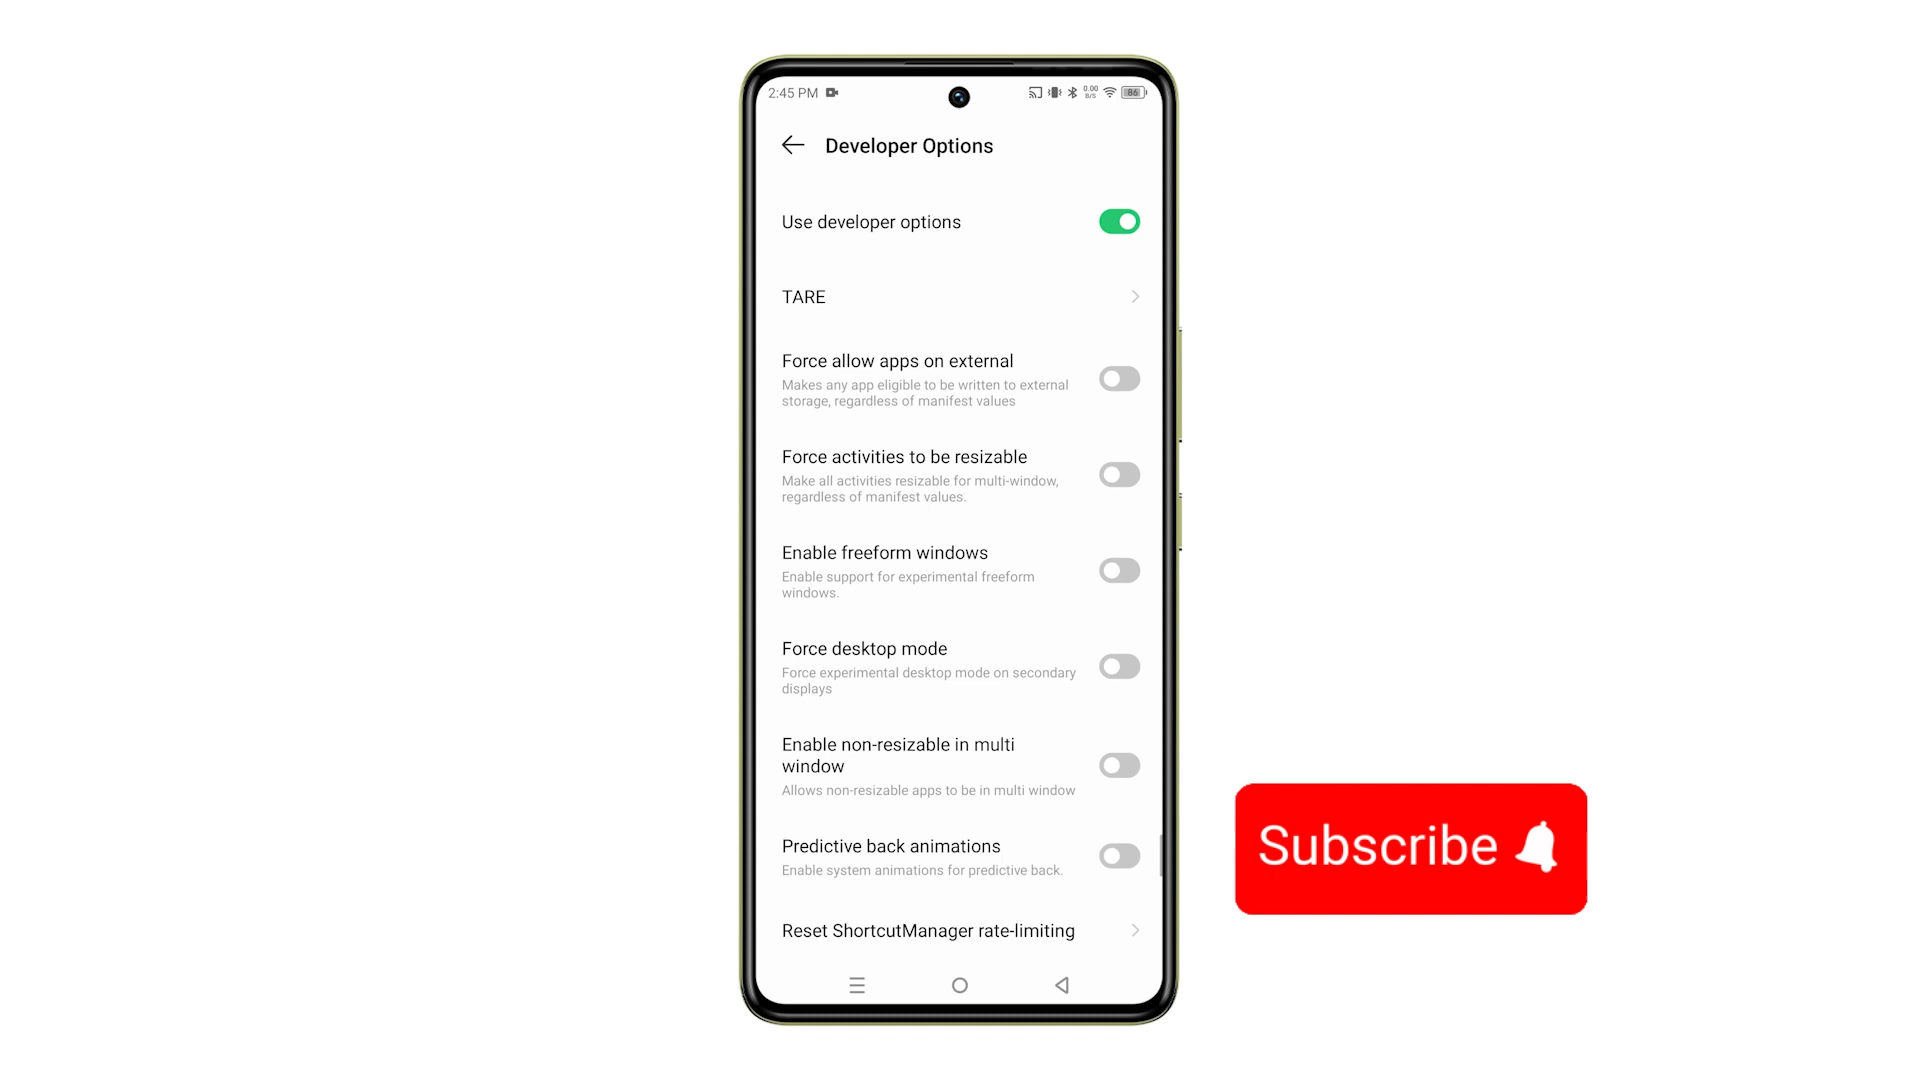 2:45 PM
0.00
B/S
86
Developer Options
Use developer options
TARE
Force allow apps on external
Makes any app eligible to be written to external
storage, regardless of manifest values
Force activities to be resizable
Make all activities resizable for multi-window,
regardless of manifest values.
Enable freeform windows
Enable support for experimental freeform
windows.
Force desktop mode
Force experimental desktop mode on secondary
displays
Enable non-resizable in multi
window
Allows non-resizable apps to be in multi window
Predictive back animations
Enable system animations for predictive back.
Reset ShortcutManager rate-limiting
Subscribe